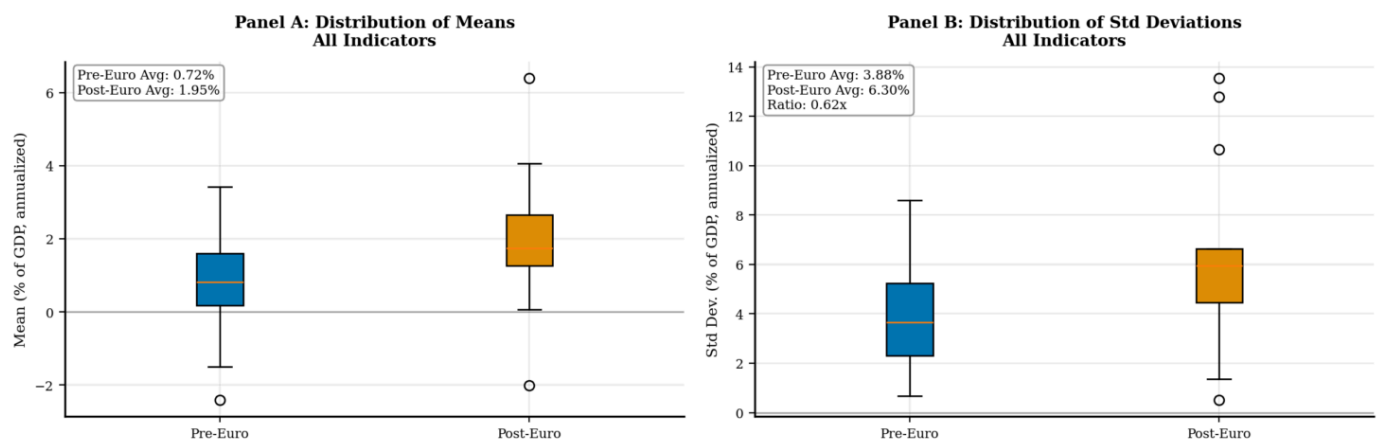 Panel A: Distribution of Means
All Indicators
Pre-Euro Avg: 0.72%
Post-Euro Avg: 1.95%
Mean (% of GDP, annualized)
6
4
2
0
−2
Pre-Euro
Post-Euro
Panel B: Distribution of Std Deviations
All Indicators
Pre-Euro Avg: 3.88%
Post-Euro Avg: 6.30%
Ratio: 0.62x
Std Dev. (% of GDP, annualized)
14
12
10
8
6
4
2
0
Pre-Euro
Post-Euro